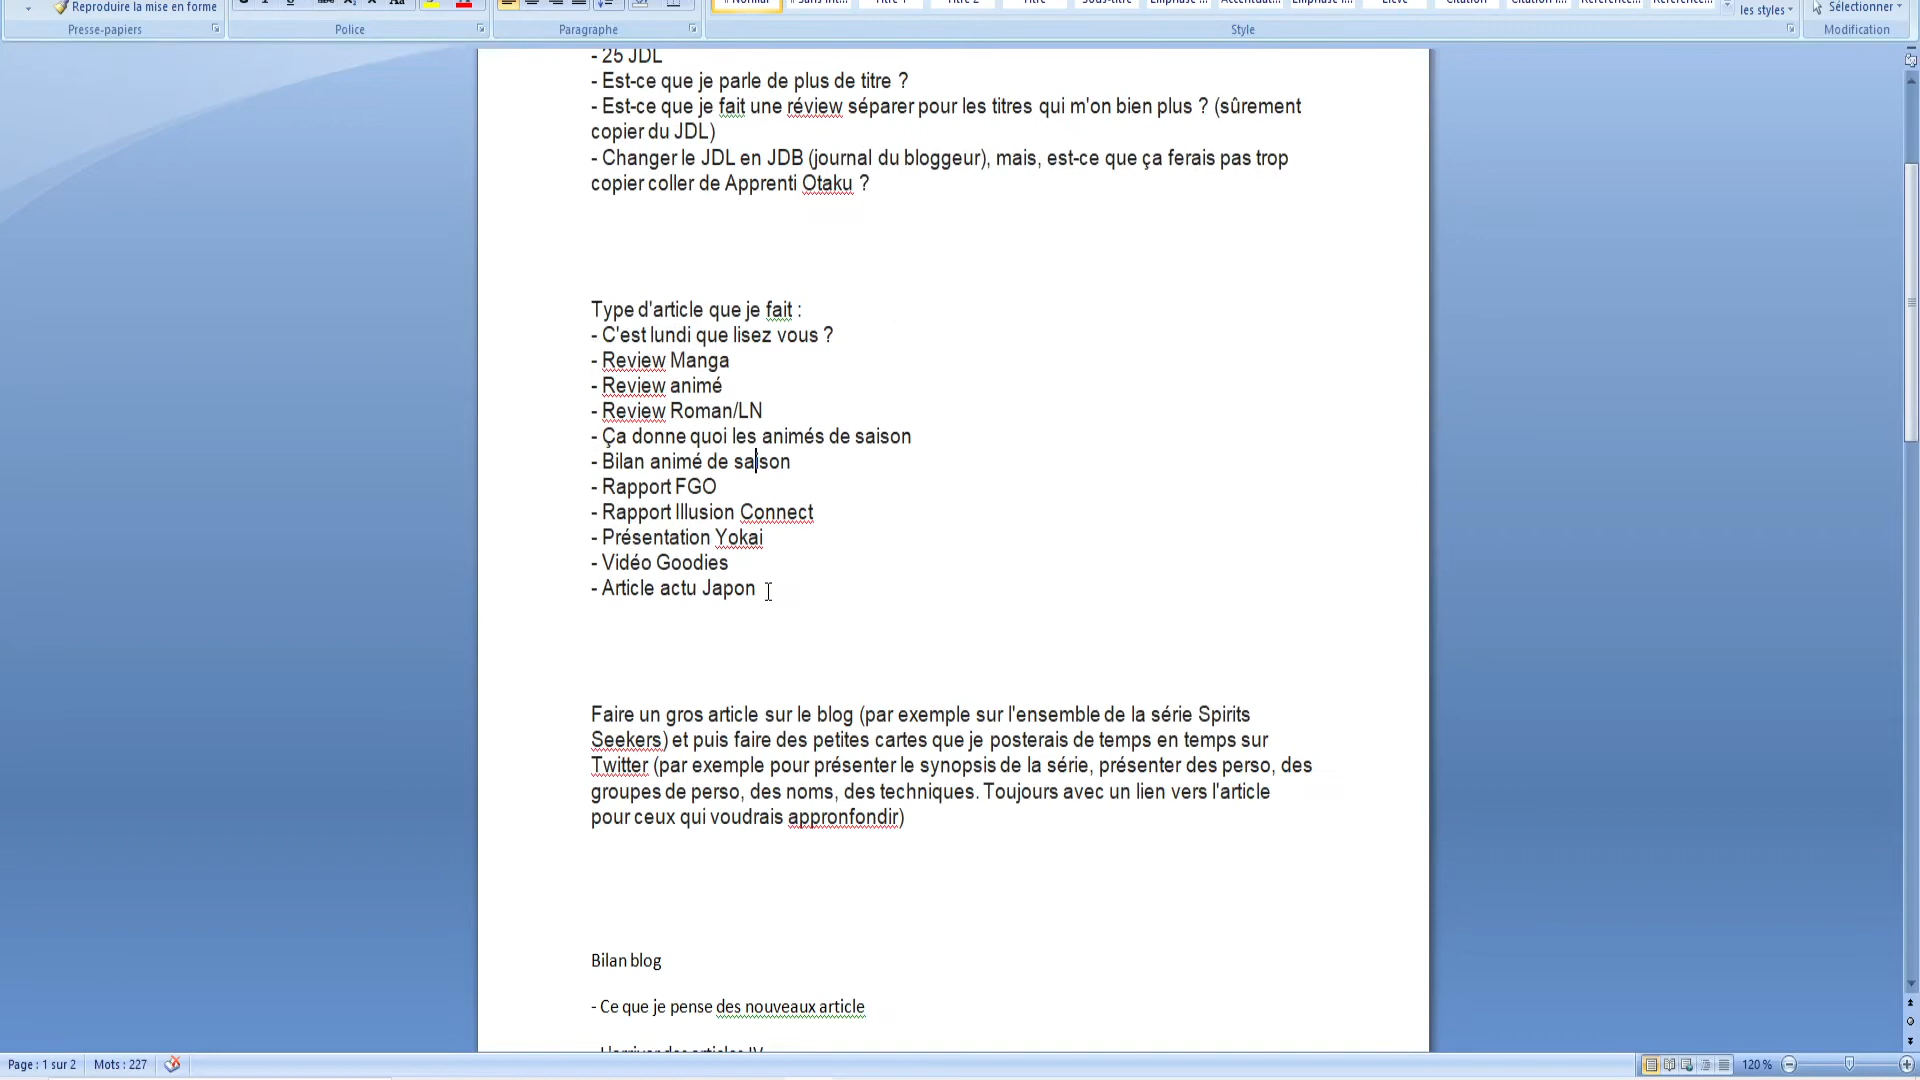 Reproduire la mise en forme
les styles
Sélectionner
Presse-papiers
Police
Paragraphe
Style
Modification
- 25 JDL
- Est-ce que je parle de plus de titre ?
- Est-ce que je fait une réview séparer pour les titres qui m'on bien plus ? (sûrement
copier du JDL)
- Changer le JDL en JDB (journal du bloggeur), mais, est-ce que ça ferais pas trop
copier coller de Apprenti Otaku ?
Type d'article que je fait :
- C'est lundi que lisez vous ?
- Review Manga
- Review animé
- Review Roman/LN
- Ça donne quoi les animés de saison
- Bilan animé de saison
- Rapport FGO
- Rapport Illusion Connect
- Présentation Yokai
- Vidéo Goodies
- Article actu Japon
Faire un gros article sur le blog (par exemple sur l'ensemble de la série Spirits
Seekers) et puis faire des petites cartes que je posterais de temps en temps sur
Twitter (par exemple pour présenter le synopsis de la série, présenter des perso, des
groupes de perso, des noms, des techniques. Toujours avec un lien vers l'article
pour ceux qui voudrais appronfondir)
Bilan blog
- Ce que je pense des nouveaux article
Page : 1 sur 2
Mots : 227
120 %